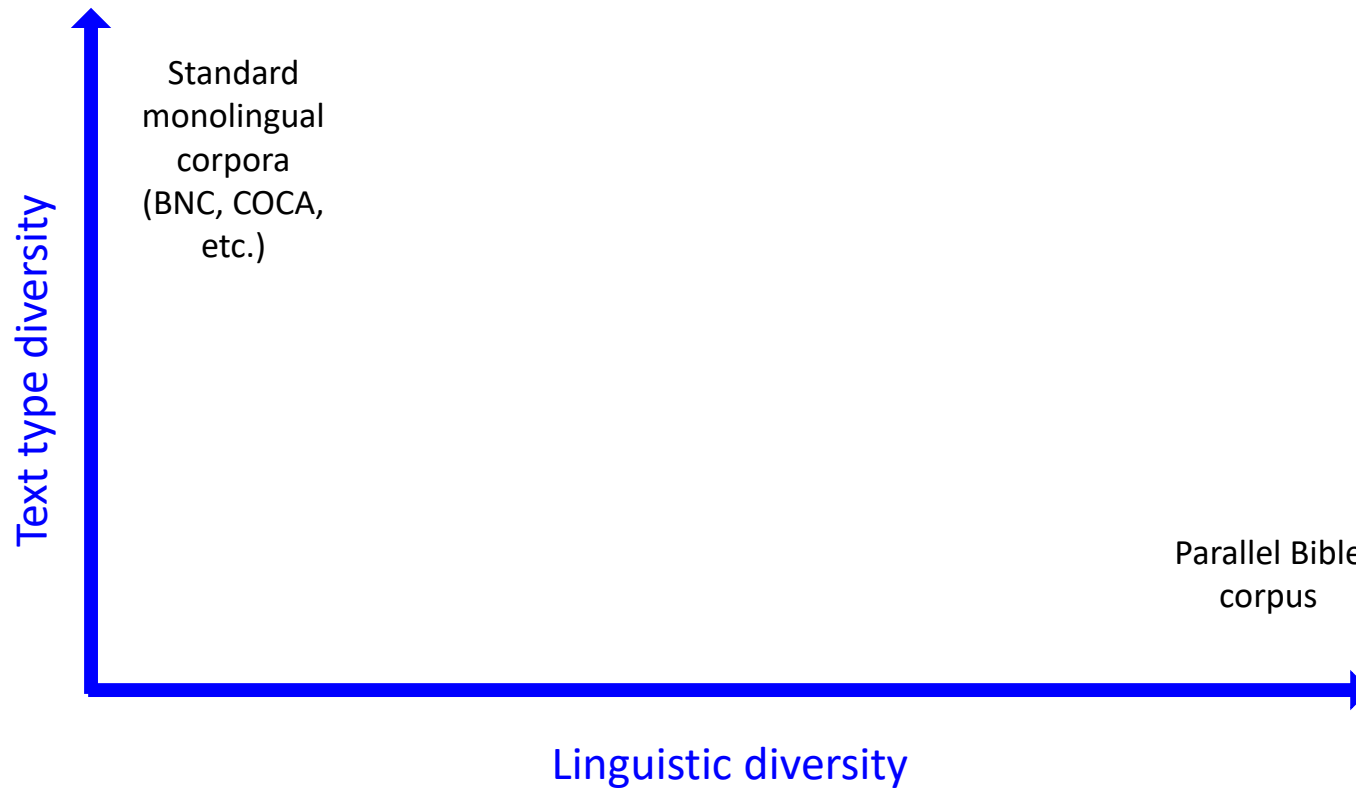 Standard
monolingual
corpora
(BNC, COCA,
etc.)
Text type diversity
Parallel Bible
corpus
Linguistic diversity